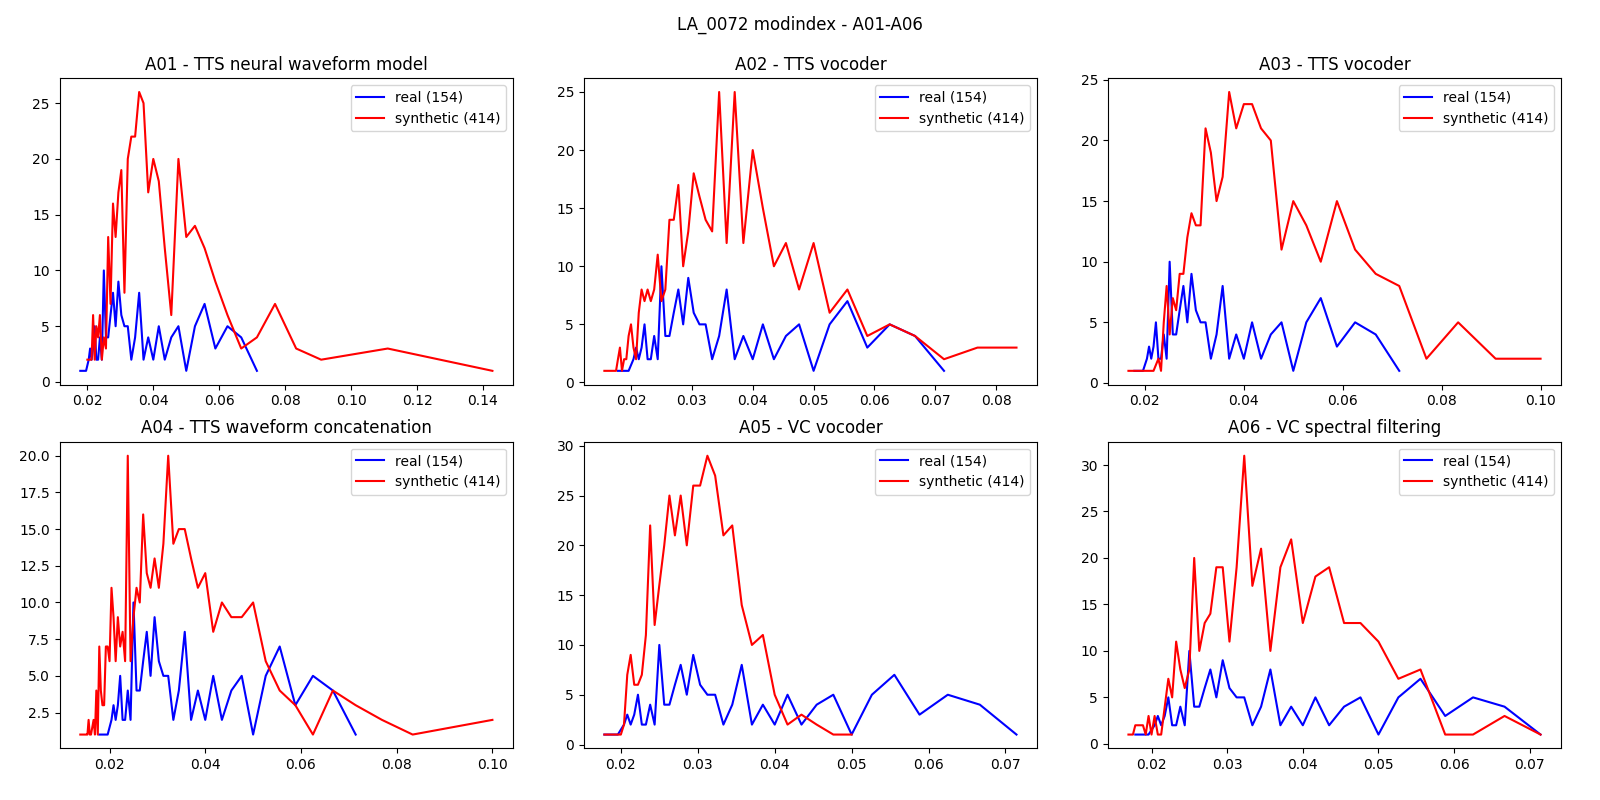 LA_0072 modindex - A01-A06
A01 - TTS neural waveform model
real (154)
synthetic (414)
25
20
15
10
5
0
0.02 0.04 0.06 0.08 0.10 0.12 0.14
A02 - TTS vocoder
real (154)
synthetic (414)
25
20
15
10
5
0
0.02 0.03 0.04 0.05 0.06 0.07 0.08
A03 - TTS vocoder
real (154)
synthetic (414)
25
20
15
10
5
0
0.02 0.04 0.06 0.08 0.10
A04 - TTS waveform concatenation
real (154)
synthetic (414)
20.0
17.5
15.0
12.5
10.0
7.5
5.0
2.5
0.02 0.04 0.06 0.08 0.10
A05 - VC vocoder
real (154)
synthetic (414)
30
25
20
15
10
5
0
0.02 0.03 0.04 0.05 0.06 0.07
A06 - VC spectral filtering
real (154)
synthetic (414)
30
25
20
15
10
5
0
0.02 0.03 0.04 0.05 0.06 0.07